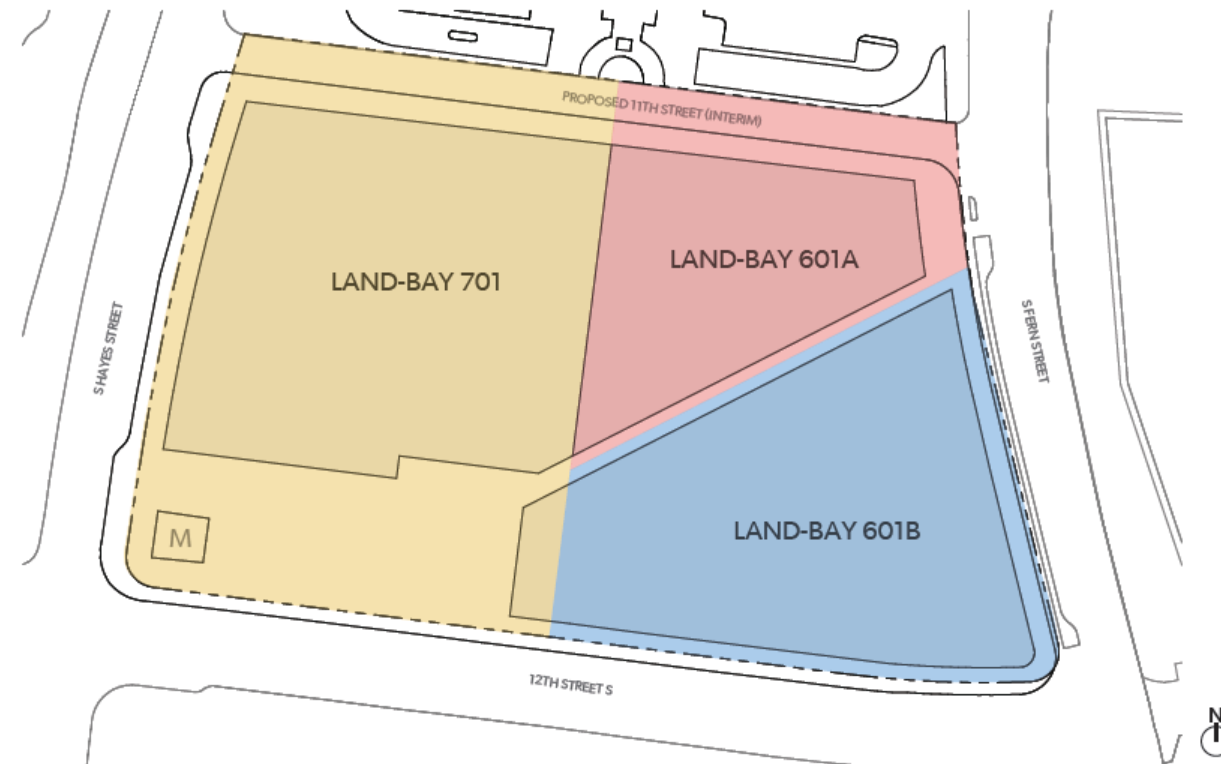 PROPOSED 11TH STREET (INTERIM)
LAND-BAY 601A
LAND-BAY 701
S HAYES STREET
S FERN STREET
LAND-BAY 601B
M
12TH STREET S
N